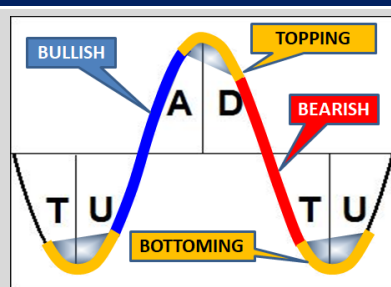 TOPPING
BULLISH
A D
BEARISH
T U T U
BOTTOMING